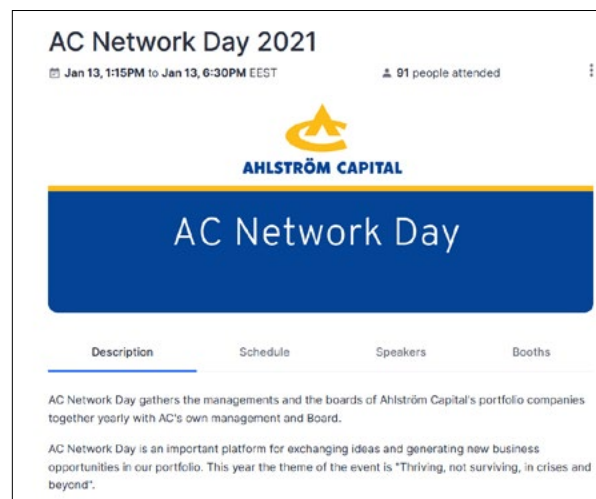 AC Network Day 2021
Jan 13, 1:15PM to Jan 13, 6:30PM EEST
91 people attended
AHLSTRÖM CAPITAL
AC Network Day
Description
Schedule
Speakers
Booths
AC Network Day gathers the managements and the boards of Ahlström Capital's portfolio companies
together yearly with AC's own management and Board.
AC Network Day is an important platform for exchanging ideas and generating new business
opportunities in our portfolio. This year the theme of the event is "Thriving, not surviving, in crises and
beyond".